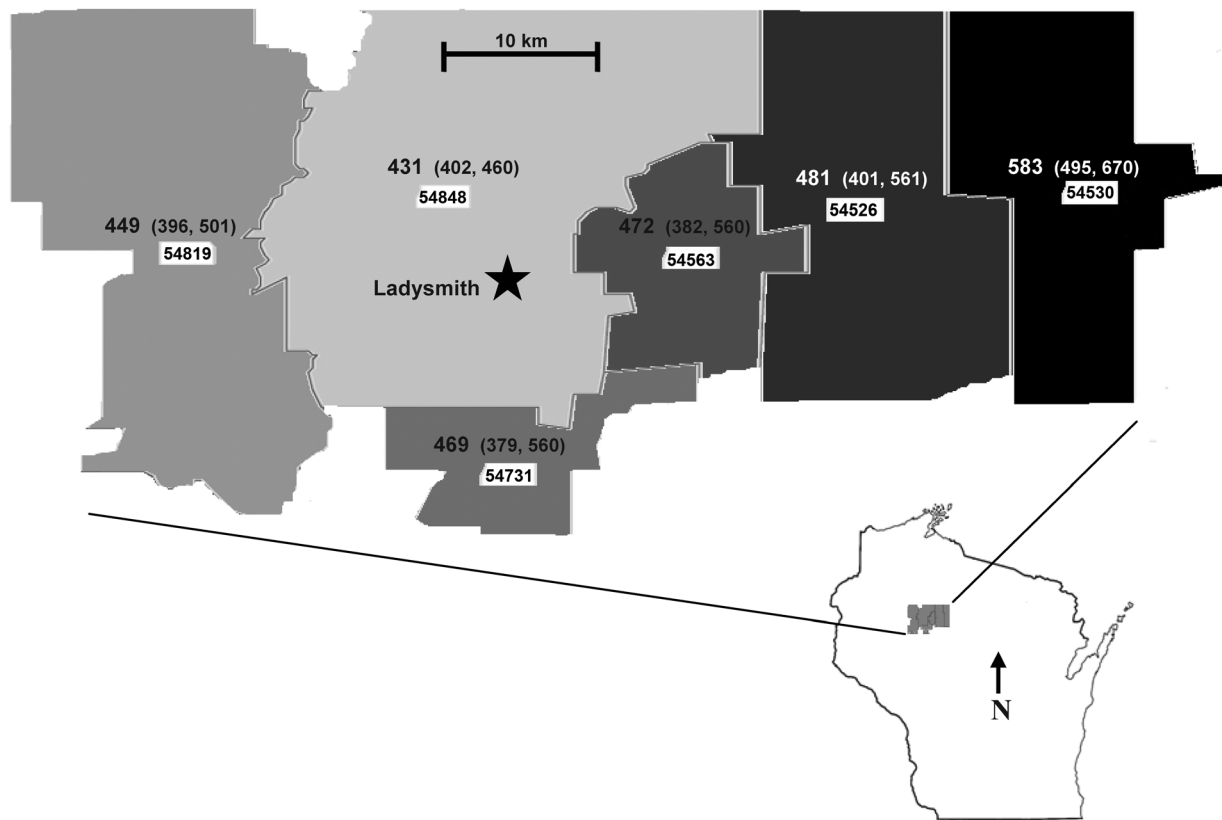 10 km
431 (402, 460)
54848
583 (495, 670)
54530
481 (401, 561)
54526
449 (396, 501)
54819
472 (382, 560)
54563
Ladysmith
469 (379, 560)
54731
N